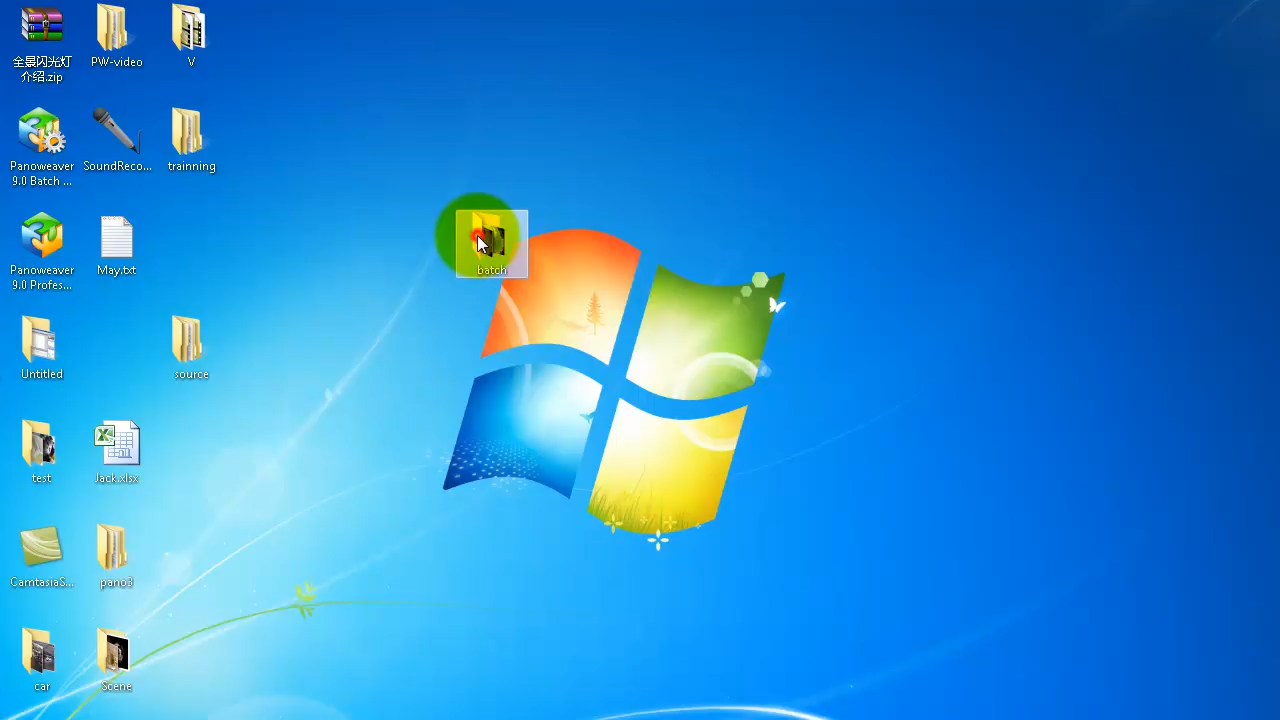 全景闪光灯
介绍.zip
PW-video
V
Panoweaver
9.0 Batch ...
SoundReco...
trainning
Panoweaver
9.0 Profes...
May.txt
batch
Untitled
source
test
Jack.xlsx
CamtasiaS...
pano3
car
Scene